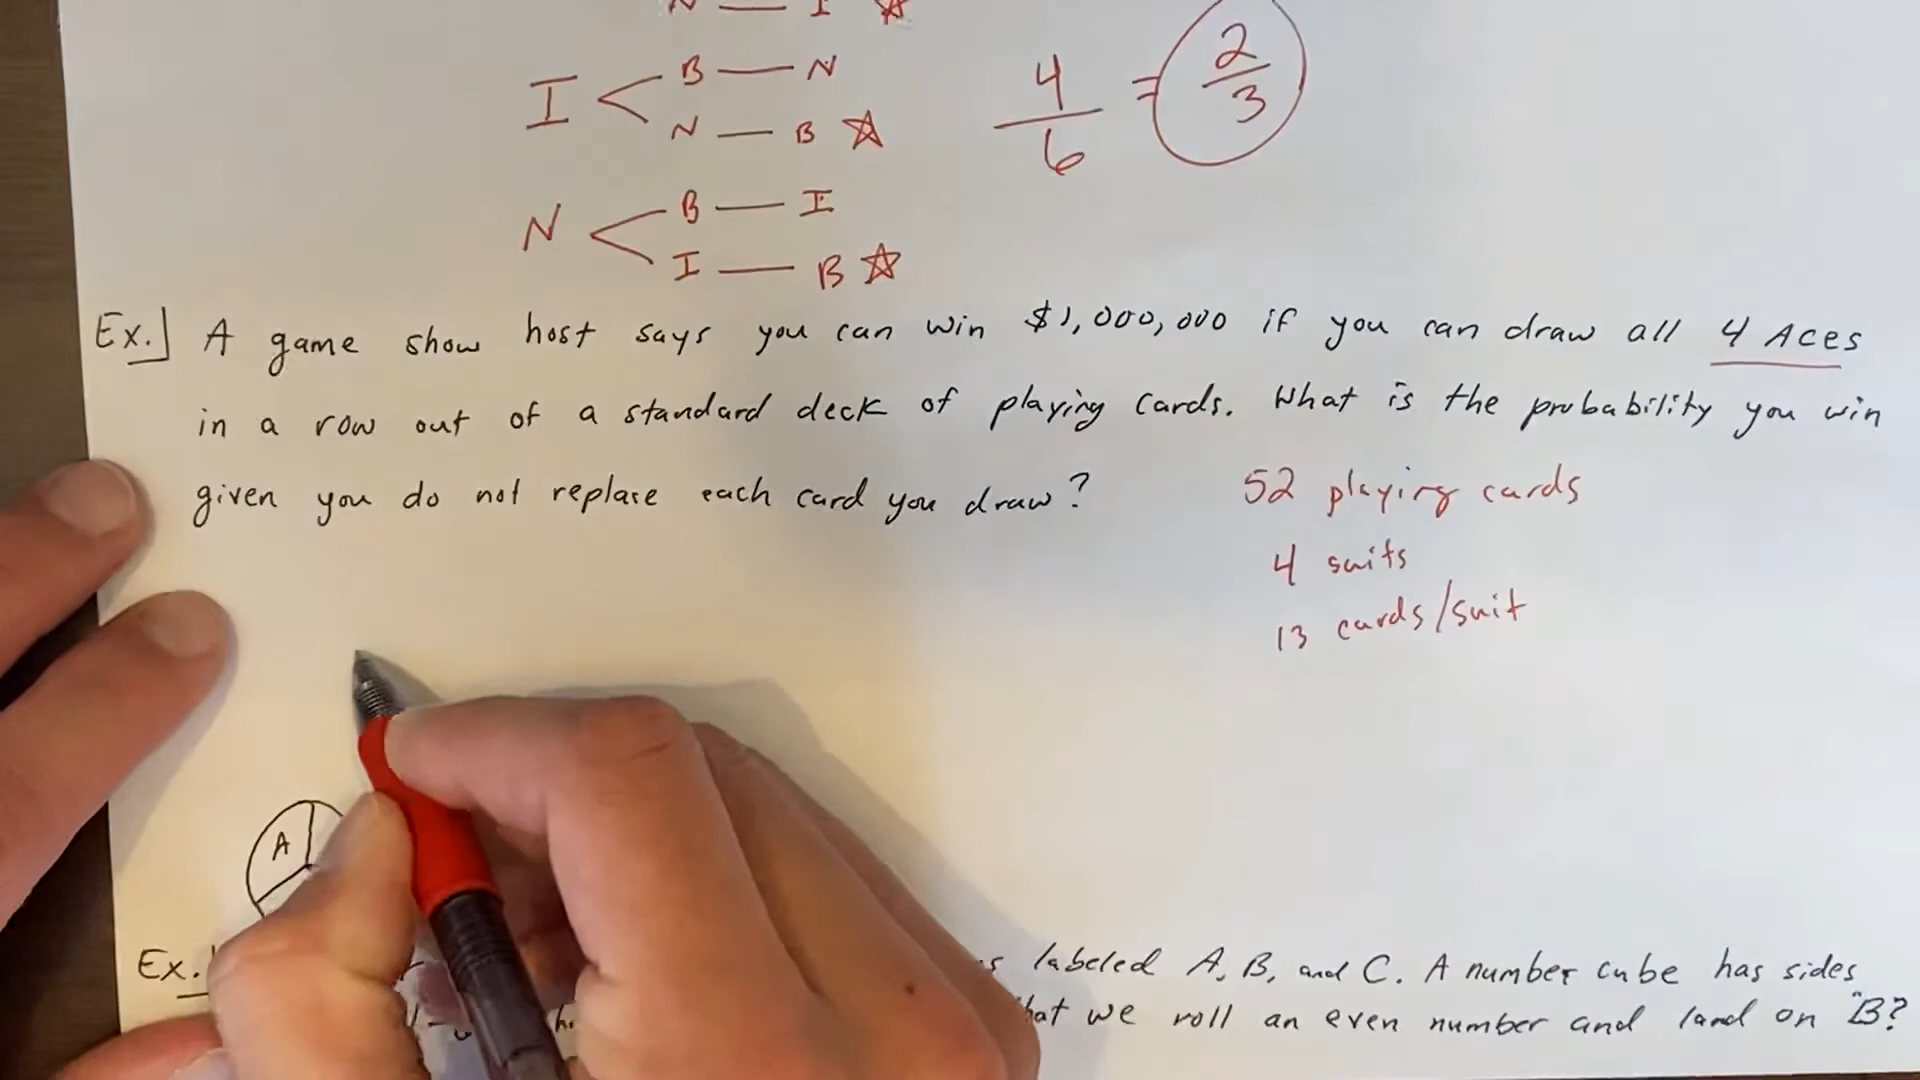 N — I
I < B — N 4/6 = 2/3
N — B
N < B — I
I — B
Ex.] A game show host says you can win $1,000,000 if you can draw all 4 Aces
in a row out of a standard deck of playing cards. What is the probability you win
given you do not replace each card you draw?
52 playing cards
4 suits
13 cards/suit
A
Ex. labeled A, B, and C. A number cube has sides
that we roll an even number and land on B?